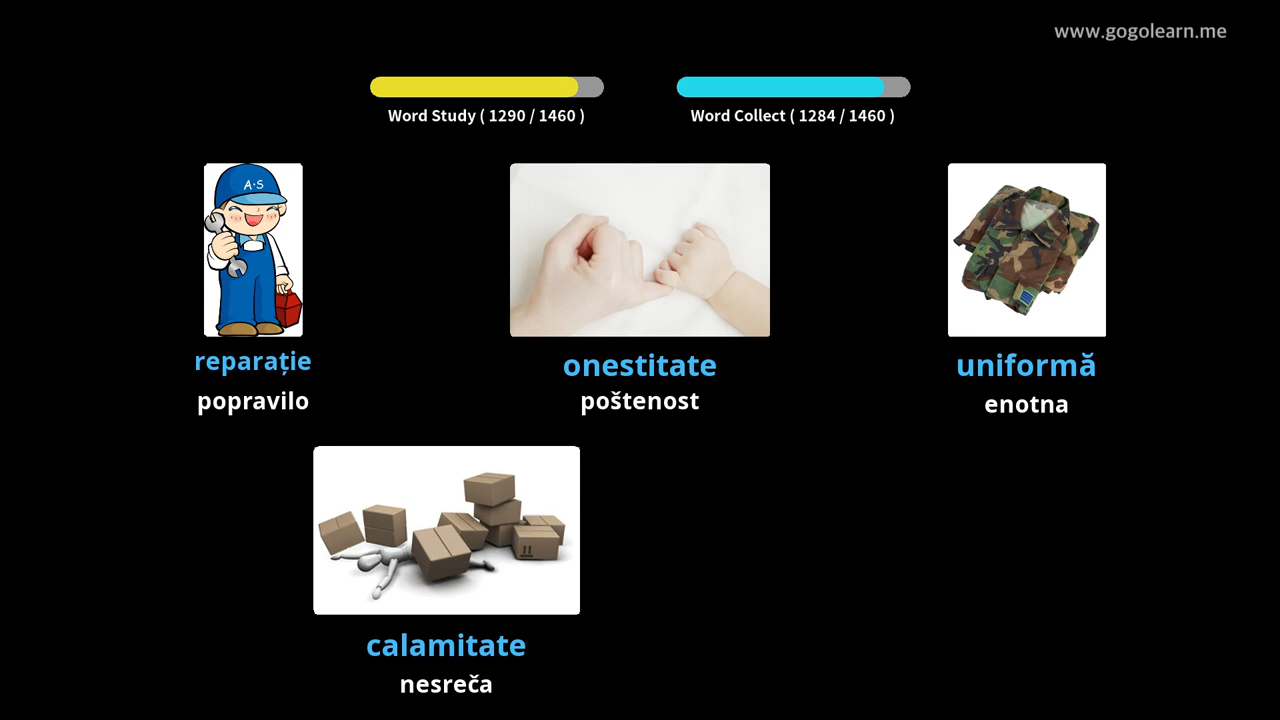 www.gogolearn.me
Word Study ( 1290 / 1460 )
Word Collect ( 1284 / 1460 )
A·S
reparație
popravilo
onestitate
poštenost
uniformă
enotna
calamitate
nesreča